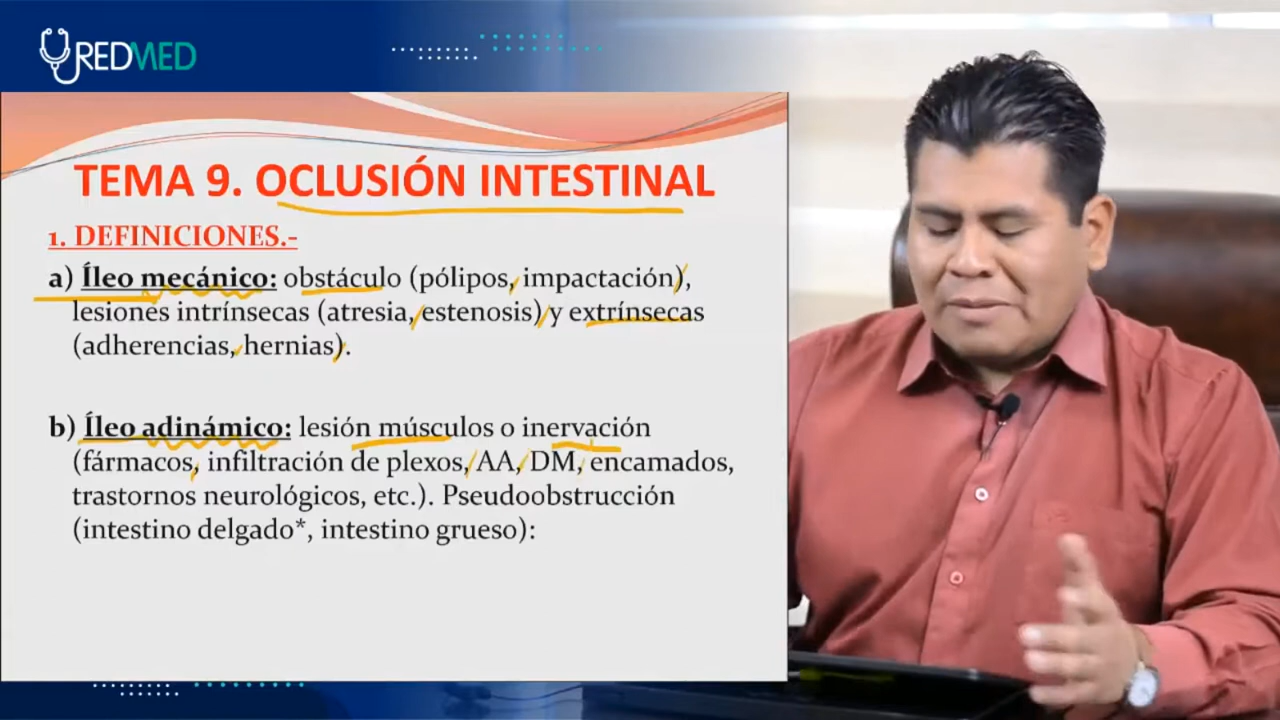 REDMED
TEMA 9. OCLUSIÓN INTESTINAL
1. DEFINICIONES.-
a) Íleo mecánico: obstáculo (pólipos, impactación),
lesiones intrínsecas (atresia, estenosis) y extrínsecas
(adherencias, hernias).
b) Íleo adinámico: lesión músculos o inervación
(fármacos, infiltración de plexos, AA, DM, encamados,
trastornos neurológicos, etc.). Pseudoobstrucción
(intestino delgado*, intestino grueso):